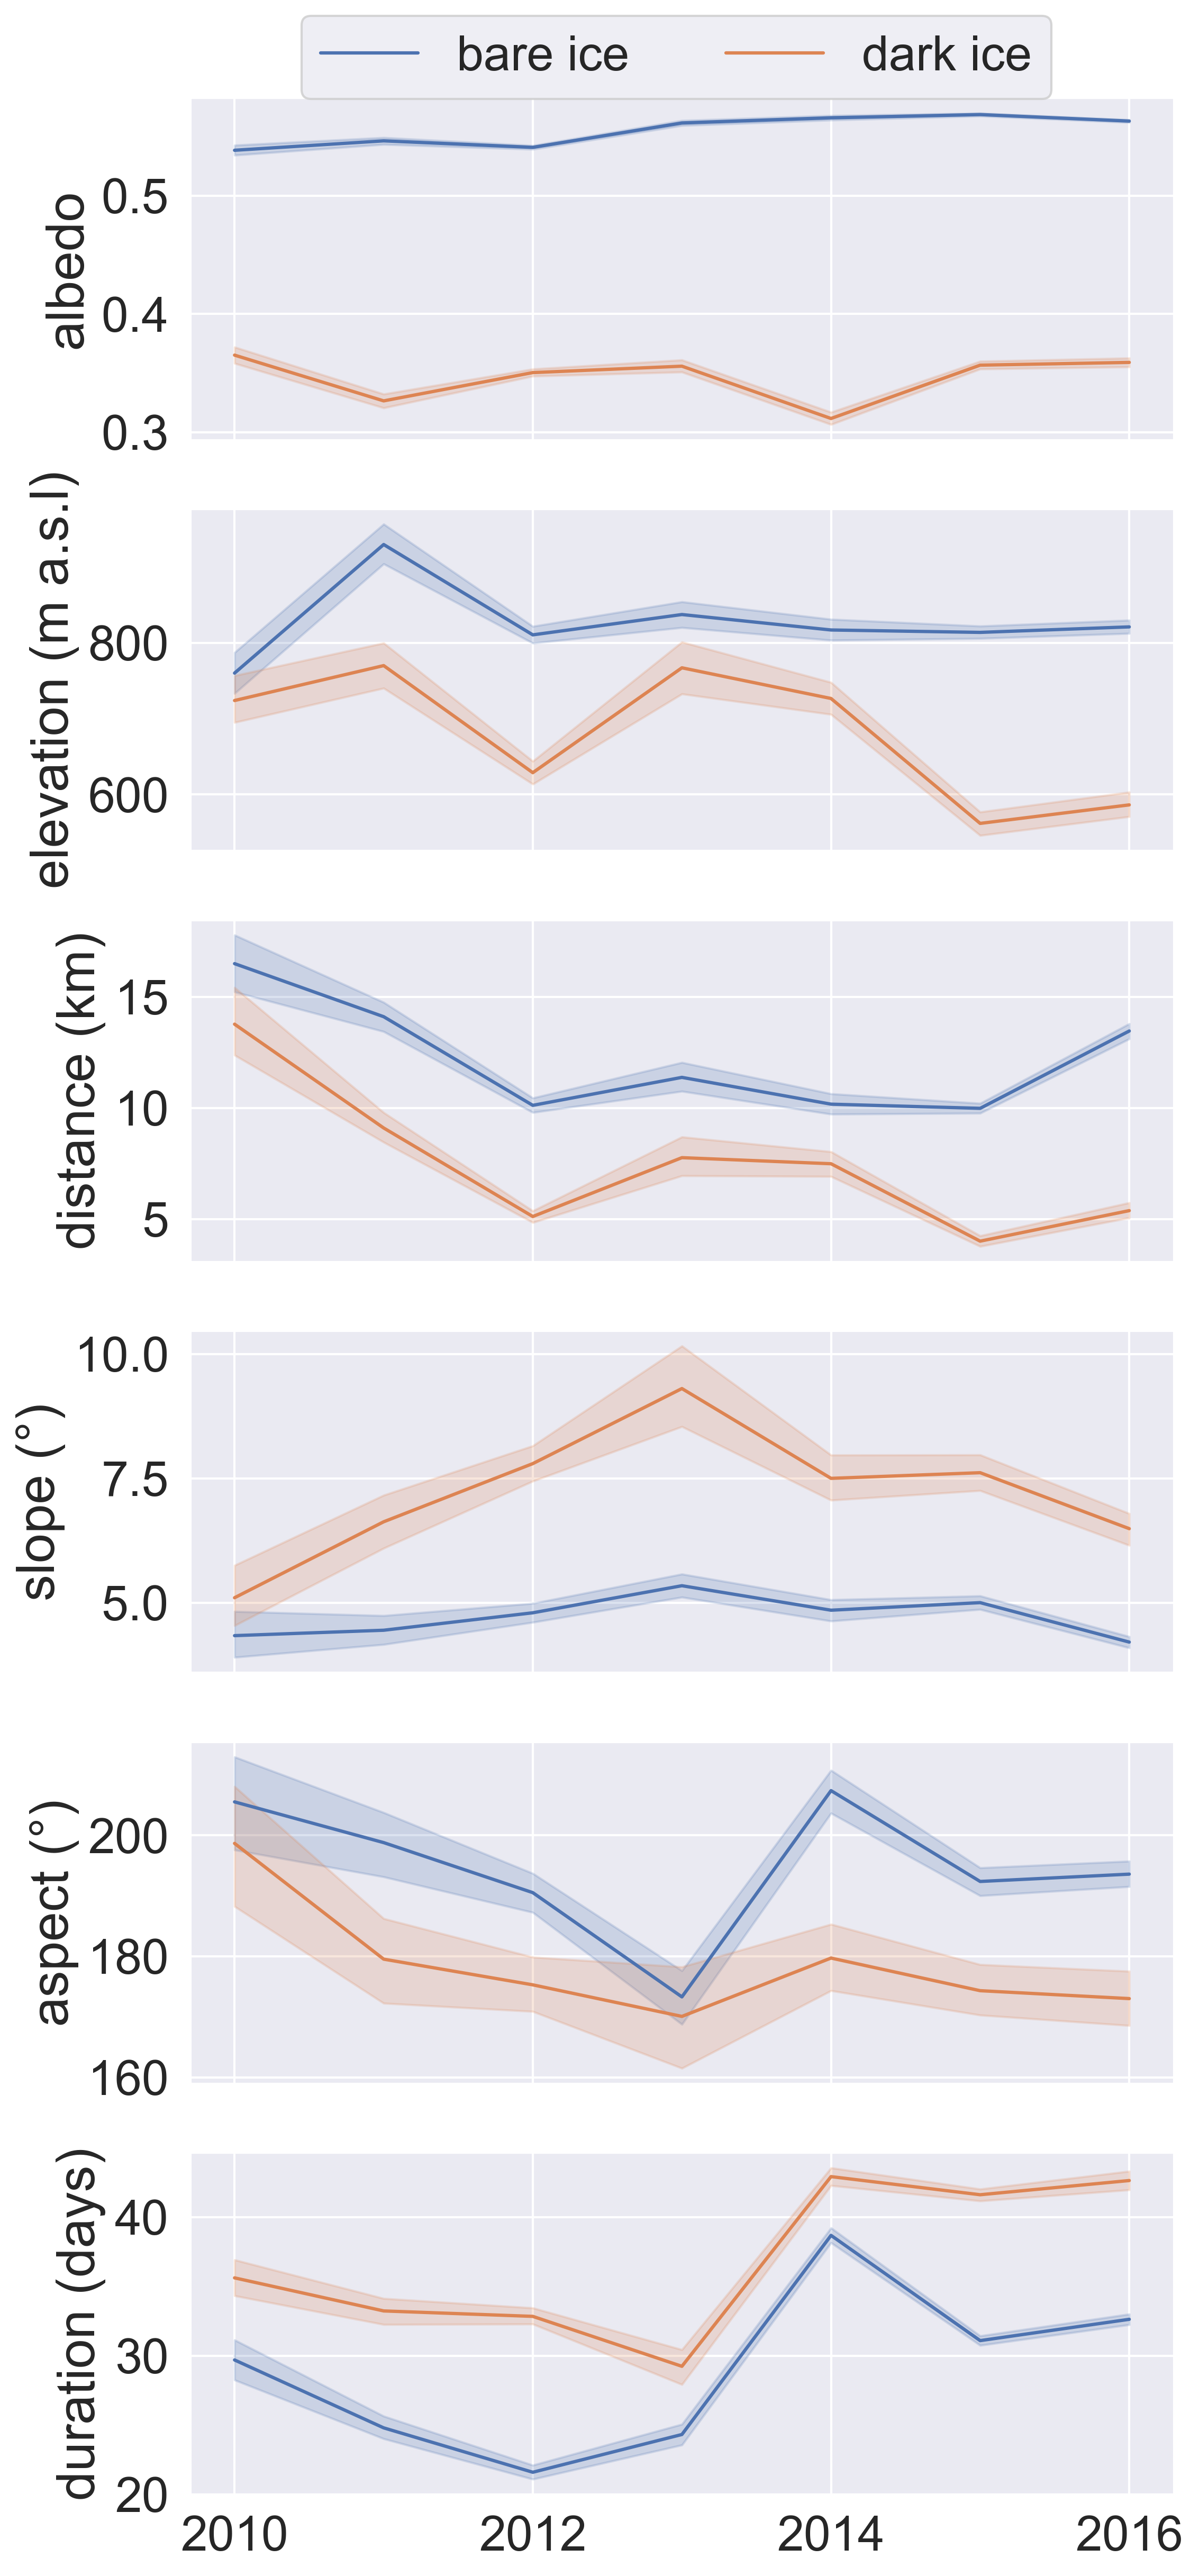 bare ice dark ice
albedo
0.5
0.4
0.3
elevation (m a.s.l)
800
600
distance (km)
15
10
5
slope (°)
10.0
7.5
5.0
aspect (°)
200
180
160
duration (days)
40
30
20
2010 2012 2014 2016